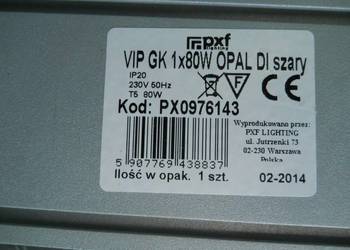 pxf
Lighting
VIP GK 1x80W OPAL DI szary
IP20
230V 50Hz
T5 80W
F
CE
Kod: PX0976143
Wyprodukowano przez:
PXF LIGHTING
ul. Jutrzenki 73
02-230 Warszawa
Polska
5 907769 438837
Ilość w opak. 1 szt.
02-2014